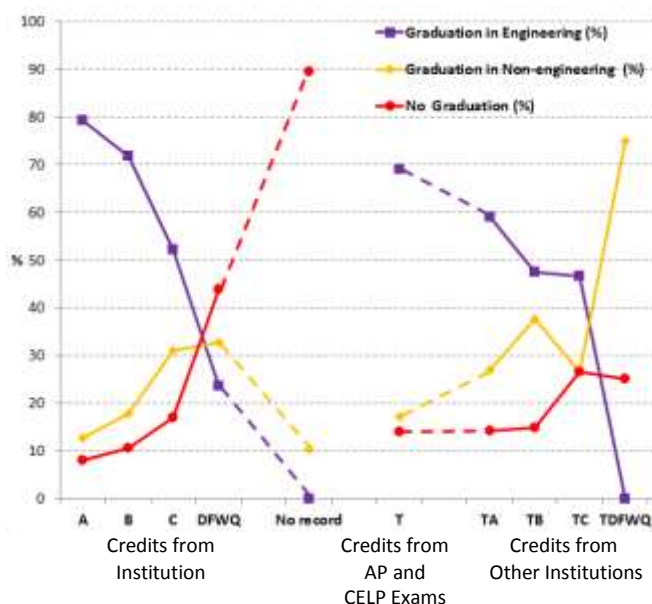 100
90
80
70
60
% 50
40
30
20
10
0
Graduation in Engineering (%)
Graduation in Non-engineering (%)
No Graduation (%)
A B C DFWQ No record T TA TB TC TDFWQ
Credits from
Institution
Credits from
AP and
CELP Exams
Credits from
Other Institutions